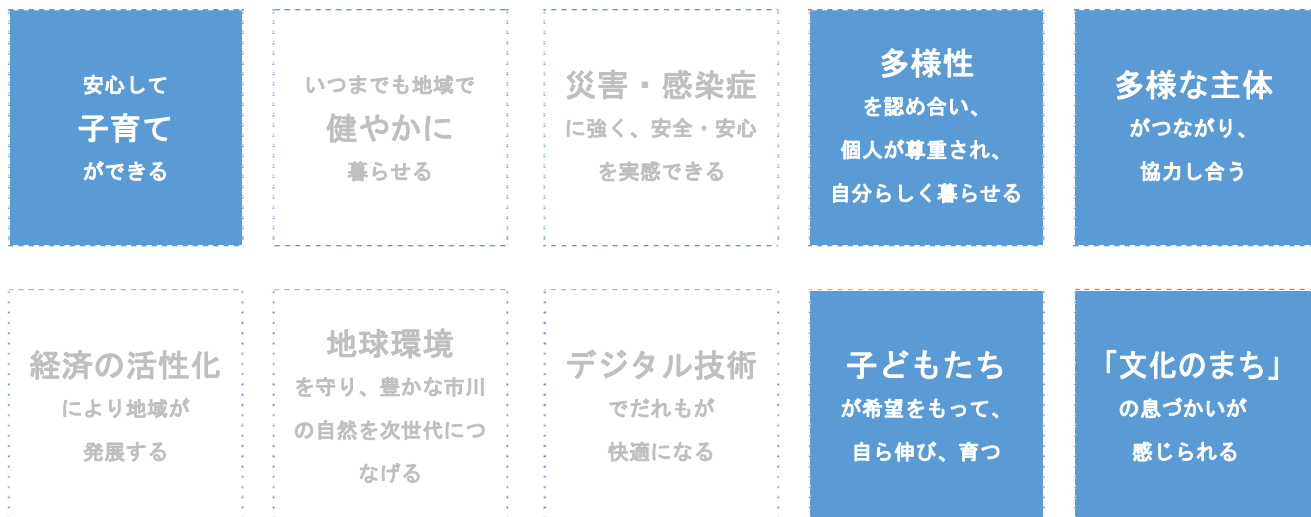 安心して
子育て
ができる
いつまでも地域で
健やかに
暮らせる
災害・感染症
に強く、安全・安心
を実感できる
多様性
を認め合い、
個人が尊重され、
自分らしく暮らせる
多様な主体
がつながり、
協力し合う
経済の活性化
により地域が
発展する
地球環境
を守り、豊かな市川
の自然を次世代につ
なげる
デジタル技術
でだれもが
快適になる
子どもたち
が希望をもって、
自ら伸び、育つ
「文化のまち」
の息づかいが
感じられる